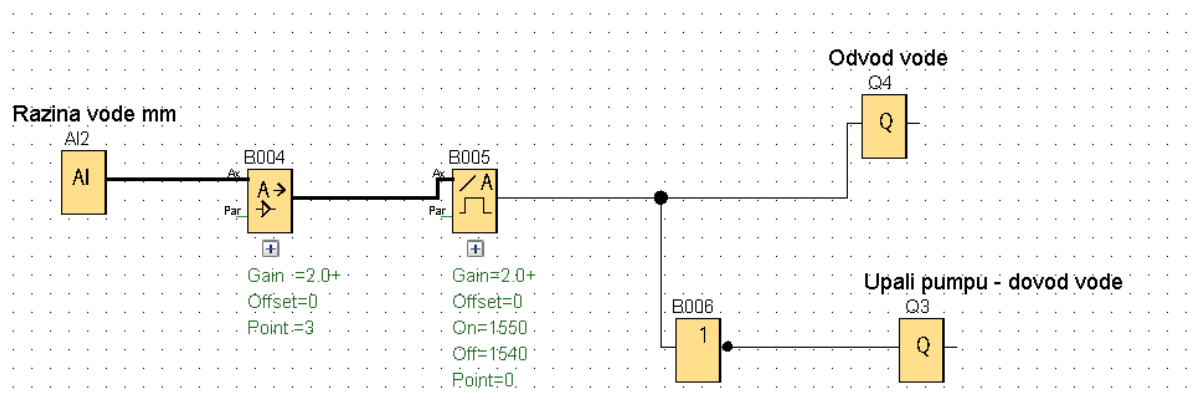 Odvod vode
Q4
Q
Razina vode mm
AI2
AI
B004
Ax
A→
Par
Gain =2.0+
Offset=0
Point =3
B005
Ax
/A
Par
Gain=2.0+
Offset=0
On=1550
Off=1540
Point=0
Upali pumpu - dovod vode
B006
1
Q3
Q